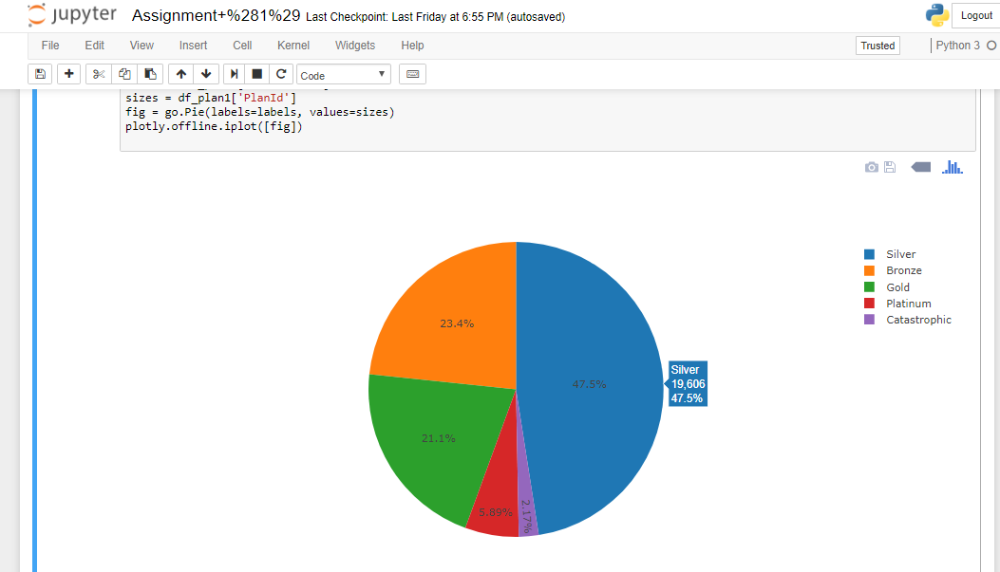 jupyter Assignment+%281%29 Last Checkpoint: Last Friday at 6:55 PM (autosaved) Logout
File Edit View Insert Cell Kernel Widgets Help Trusted Python 3
Code
sizes = df_plan1['PlanId']
fig = go.Pie(labels=labels, values=sizes)
plotly.offline.iplot([fig])
Silver
Bronze
Gold
Platinum
Catastrophic
23.4%
47.5%
Silver
19,606
47.5%
21.1%
5.89%
2.17%